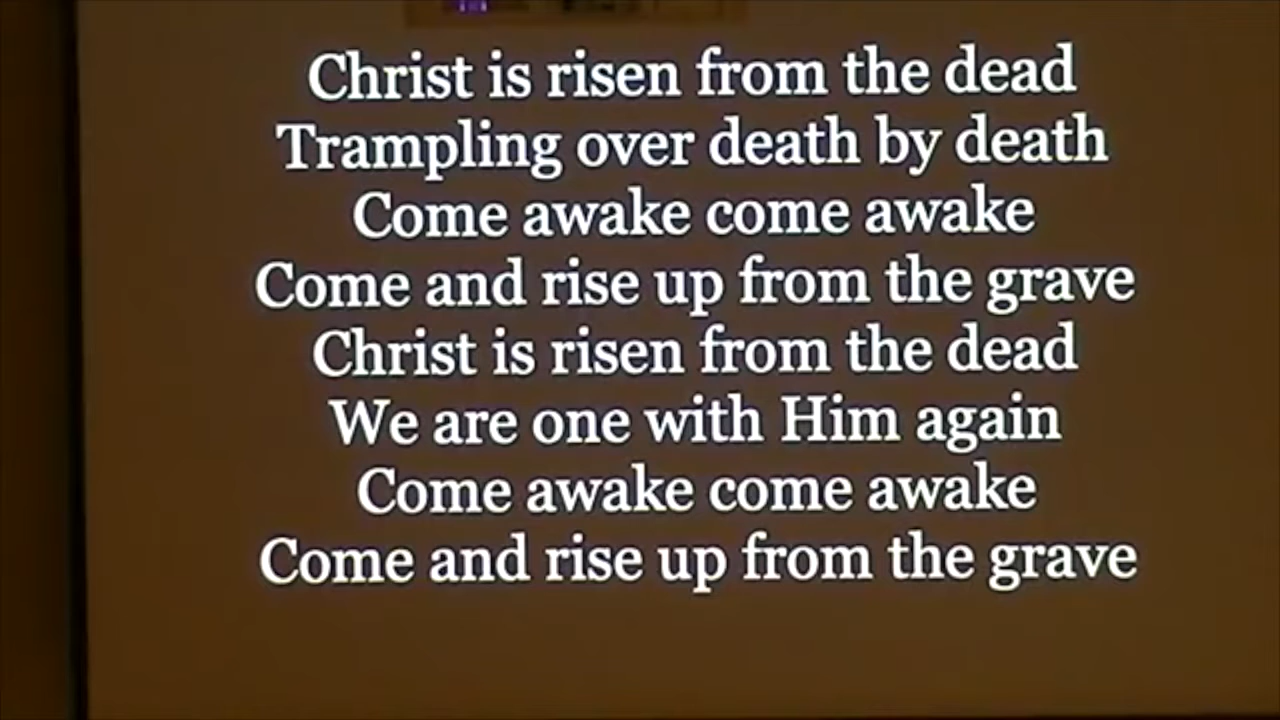 Christ is risen from the dead
Trampling over death by death
Come awake come awake
Come and rise up from the grave
Christ is risen from the dead
We are one with Him again
Come awake come awake
Come and rise up from the grave